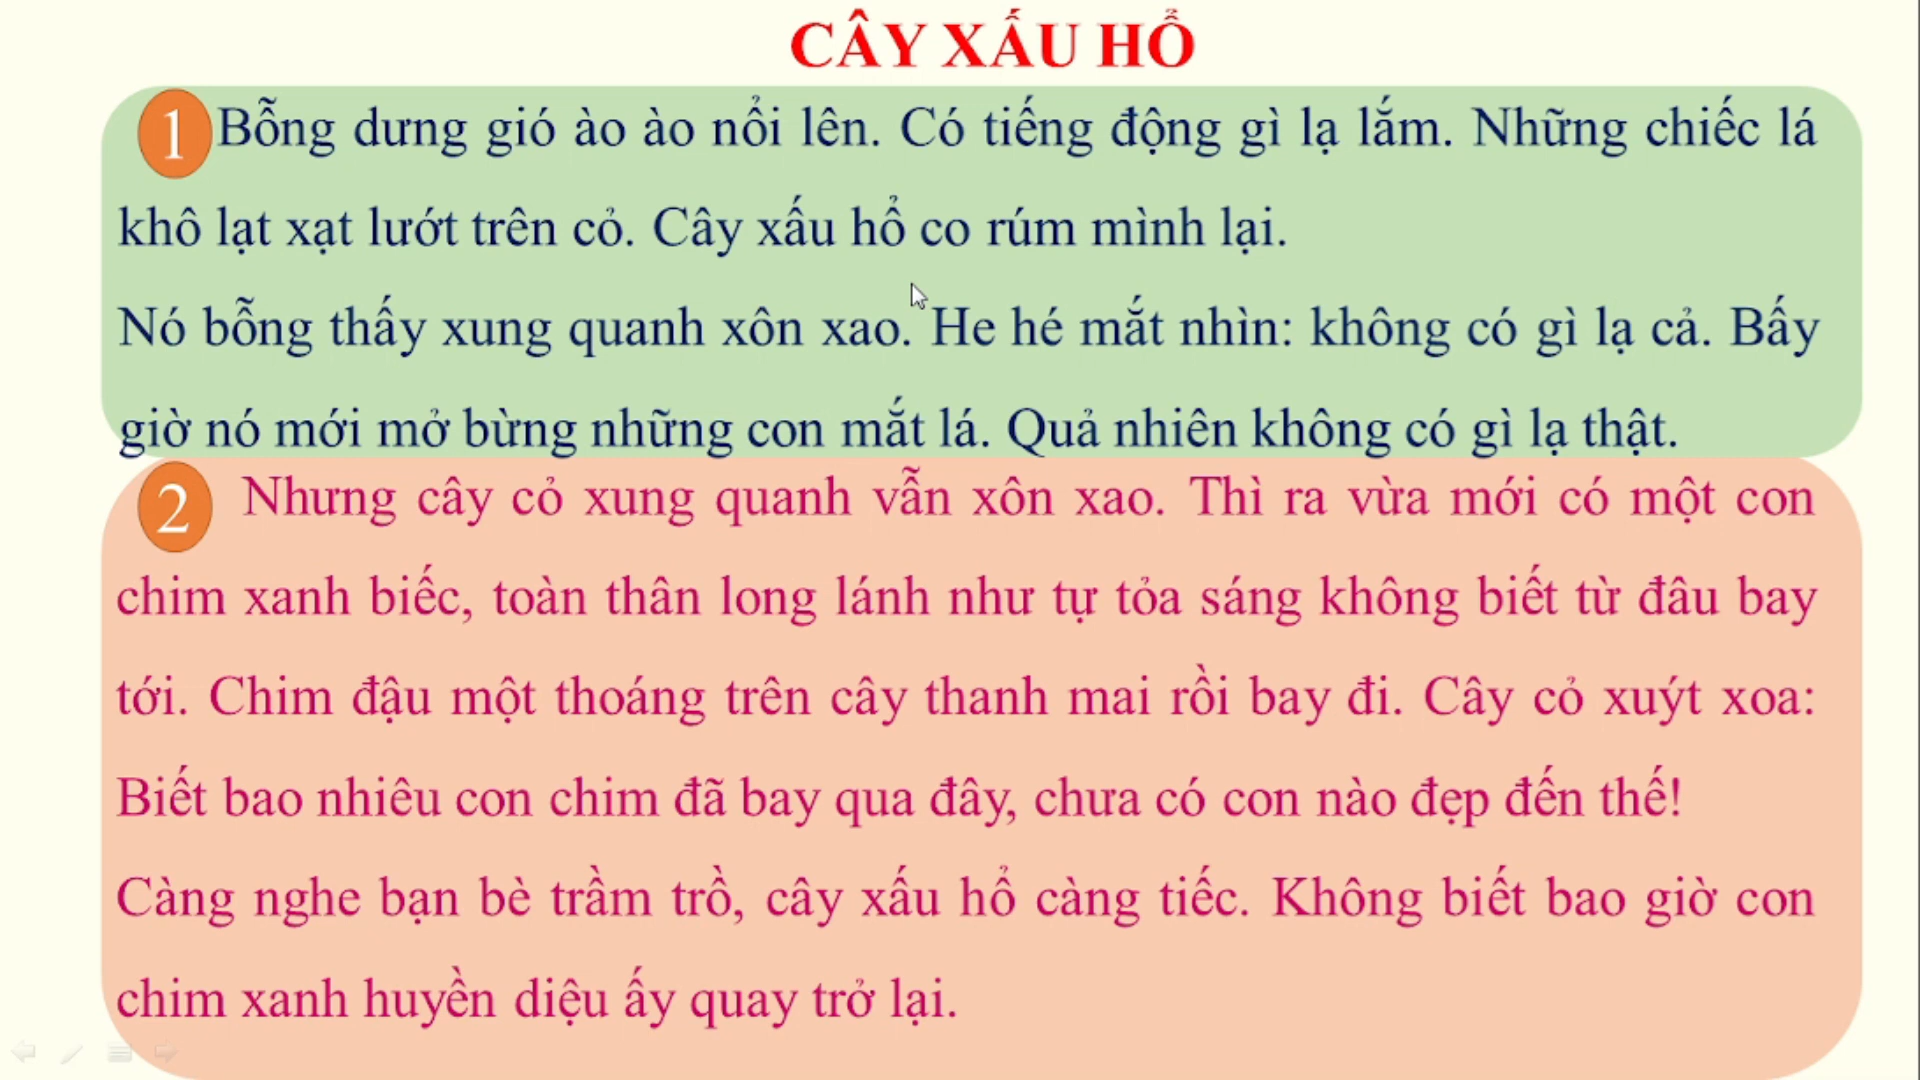 CÂY XẤU HỔ
1 Bỗng dưng gió ào ào nổi lên. Có tiếng động gì lạ lắm. Những chiếc lá
khô lạt xạt lướt trên cỏ. Cây xấu hổ co rúm mình lại.
Nó bỗng thấy xung quanh xôn xao. He hé mắt nhìn: không có gì lạ cả. Bấy
giờ nó mới mở bừng những con mắt lá. Quả nhiên không có gì lạ thật.
2 Nhưng cây cỏ xung quanh vẫn xôn xao. Thì ra vừa mới có một con
chim xanh biếc, toàn thân long lánh như tự tỏa sáng không biết từ đâu bay
tới. Chim đậu một thoáng trên cây thanh mai rồi bay đi. Cây cỏ xuýt xoa:
Biết bao nhiêu con chim đã bay qua đây, chưa có con nào đẹp đến thế!
Càng nghe bạn bè trầm trồ, cây xấu hổ càng tiếc. Không biết bao giờ con
chim xanh huyền diệu ấy quay trở lại.